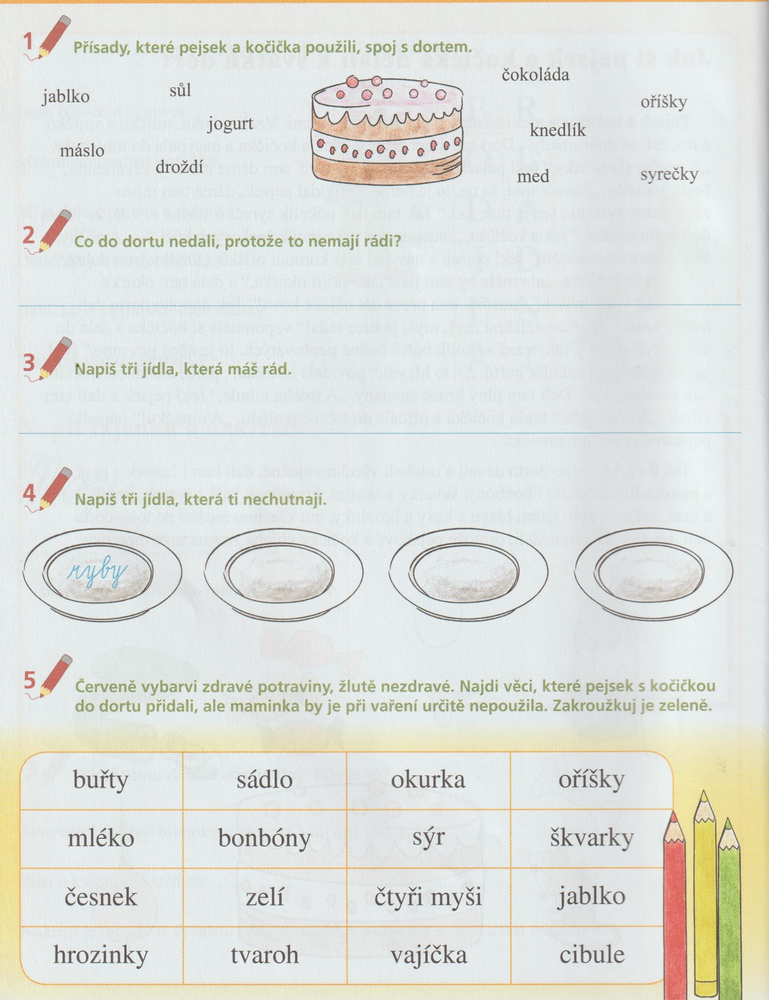 1
Přísady, které pejsek a kočička použili, spoj s dortem.
jablko
sůl
jogurt
máslo
droždí
čokoláda
oříšky
knedlík
med
syrečky
2
Co do dortu nedali, protože to nemají rádi?
3
Napiš tři jídla, která máš rád.
4
Napiš tři jídla, která ti nechutnají.
ryby
5
Červeně vybarvi zdravé potraviny, žlutě nezdravé. Najdi věci, které pejsek s kočičkou
do dortu přidali, ale maminka by je při vaření určitě nepoužila. Zakroužkuj je zeleně.
buřty sádlo okurka oříšky
mléko bonbóny sýr škvarky
česnek zelí čtyři myši jablko
hrozinky tvaroh vajíčka cibule